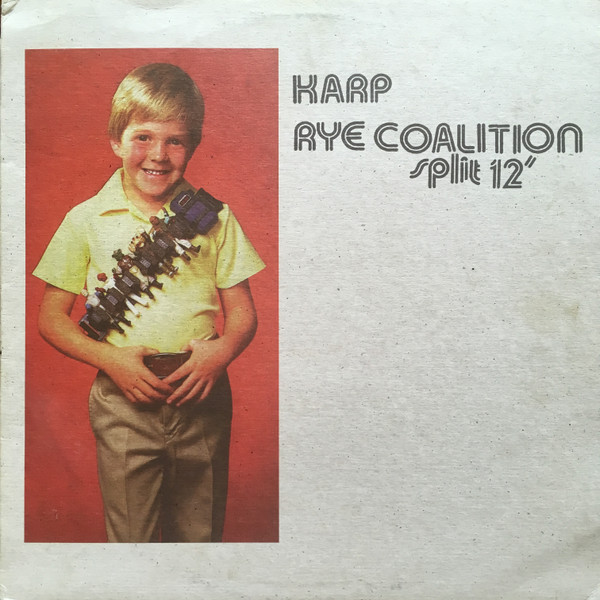 KARP
RYE COALITION
split 12"